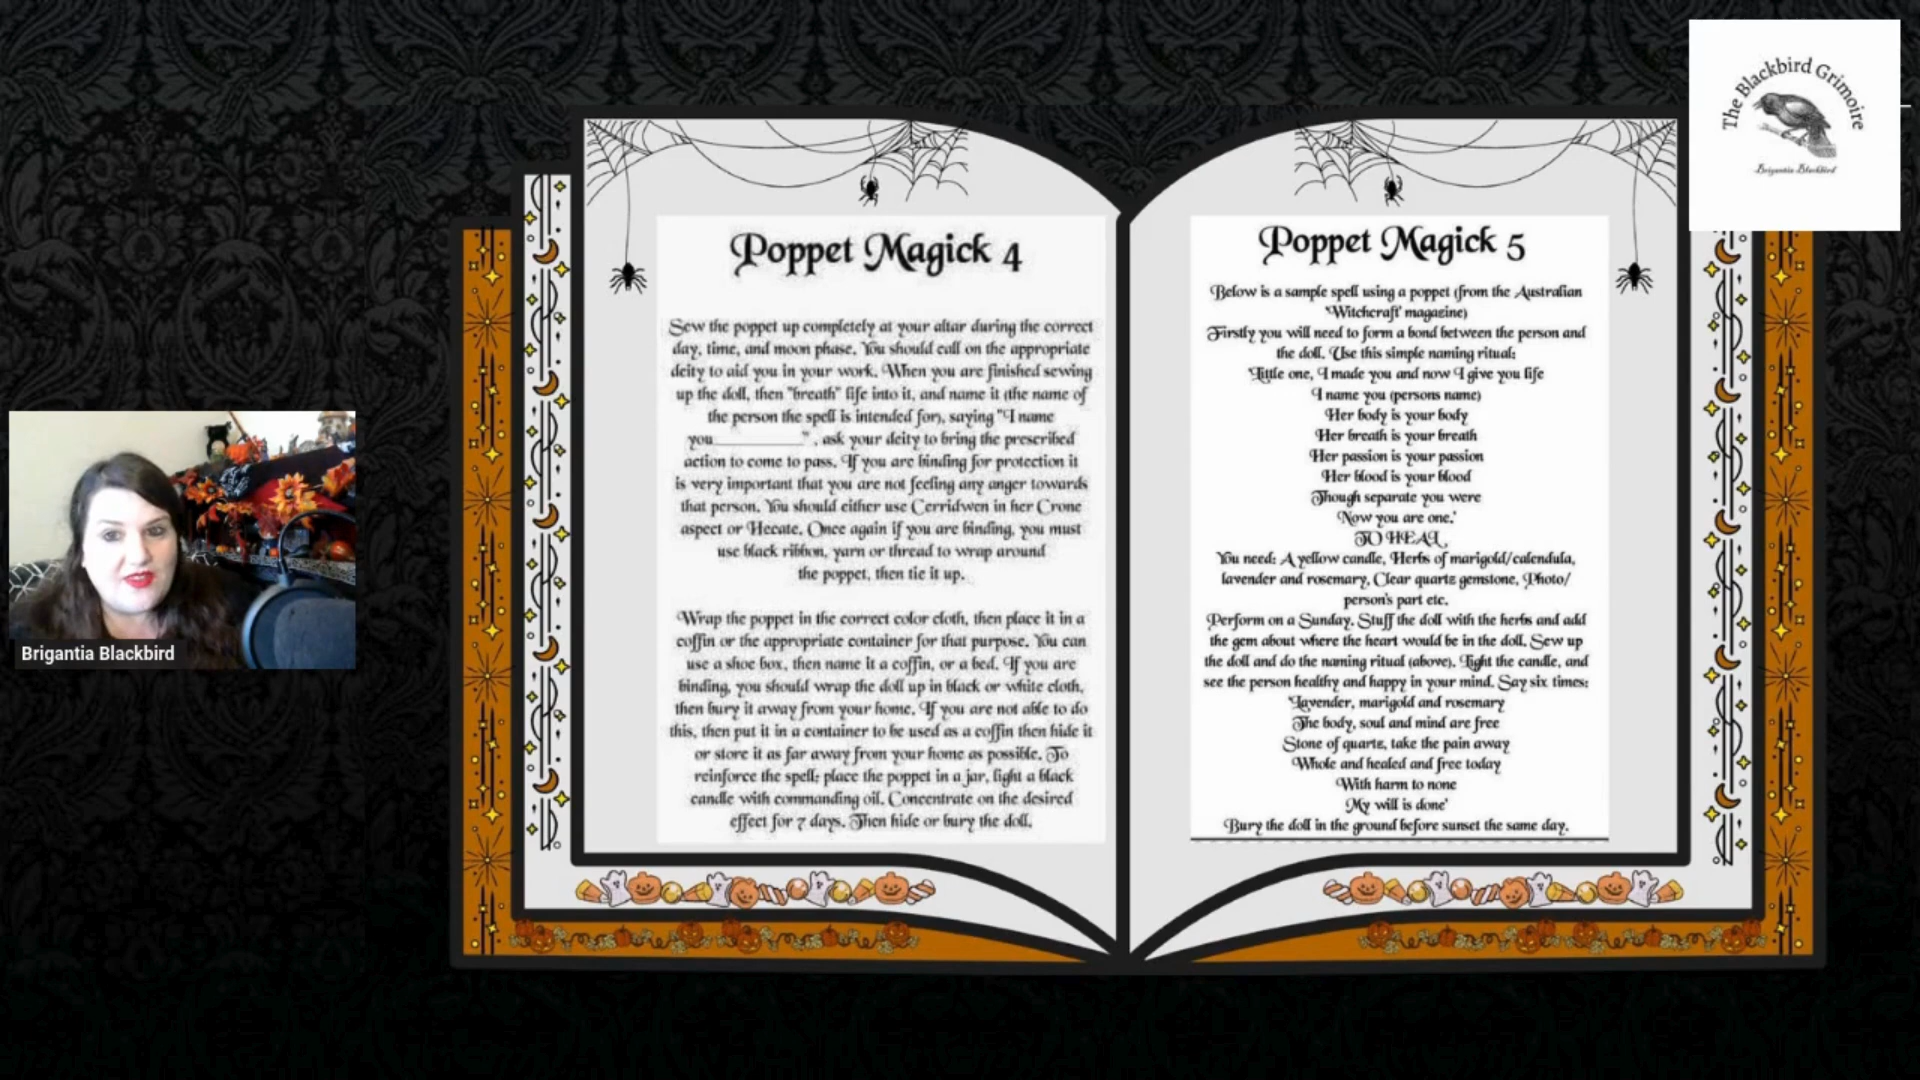 The Blackbird Grimoire
Brigantia Blackbird
Poppet Magick 4
Sew the poppet up completely at your altar during the correct
day, time, and moon phase. You should call on the appropriate
deity to aid you in your work. When you are finished sewing
up the doll, then "breath" life into it, and name it (the name of
the person the spell is intended for), saying "I name
you__________" , ask your deity to bring the prescribed
action to come to pass. If you are binding for protection it
is very important that you are not feeling any anger towards
that person. You should either use Cerridwen in her Crone
aspect or Hecate. Once again if you are binding, you must
use black ribbon, yarn or thread to wrap around
the poppet, then tie it up.
Wrap the poppet in the correct color cloth, then place it in a
coffin or the appropriate container for that purpose. You can
use a shoe box, then name it a coffin, or a bed. If you are
binding, you should wrap the doll up in black or white cloth,
then bury it away from your home. If you are not able to do
this, then put it in a container to be used as a coffin then hide it
or store it as far away from your home as possible. To
reinforce the spell: place the poppet in a jar, light a black
candle with commanding oil. Concentrate on the desired
effect for 7 days. Then hide or bury the doll.
Poppet Magick 5
Below is a sample spell using a poppet (from the Australian
'Witchcraft' magazine)
Firstly you will need to form a bond between the person and
the doll. Use this simple naming ritual:
'Little one, I made you and now I give you life
I name you (persons name)
Her body is your body
Her breath is your breath
Her passion is your passion
Her blood is your blood
Though separate you were
Now you are one.'
TO HEAL
You need: A yellow candle, Herbs of marigold/calendula,
lavender and rosemary, Clear quartz gemstone, Photo/
person's part etc.
Perform on a Sunday. Stuff the doll with the herbs and add
the gem about where the heart would be in the doll. Sew up
the doll and do the naming ritual (above). Light the candle, and
see the person healthy and happy in your mind. Say six times:
'Lavender, marigold and rosemary
The body, soul and mind are free
Stone of quartz, take the pain away
Whole and healed and free today
With harm to none
My will is done'
Bury the doll in the ground before sunset the same day.
Brigantia Blackbird